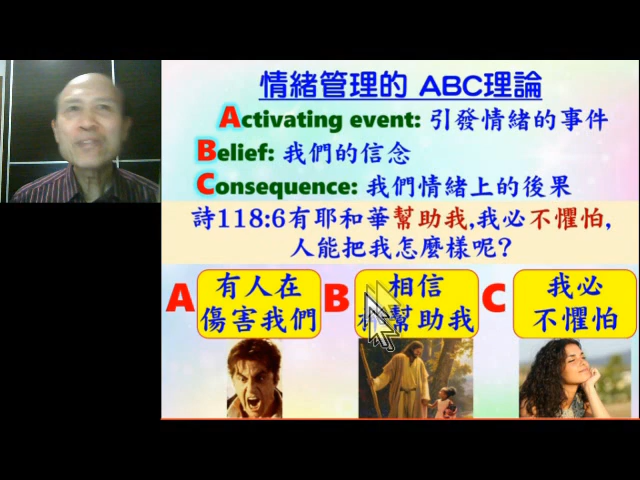 情緒管理的 ABC理論
Activating event: 引發情緒的事件
Belief: 我們的信念
Consequence: 我們情緒上的後果
詩118:6有耶和華幫助我,我必不懼怕,
人能把我怎麼樣呢?
A
有人在
傷害我們
B
相信
幫助我
C
我必
不懼怕